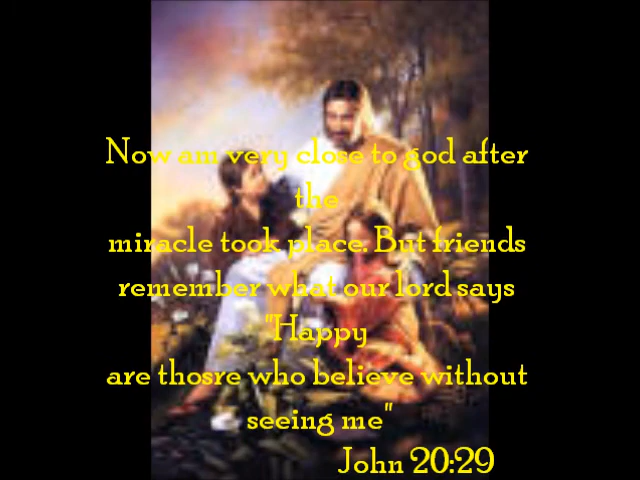 Now am very close to god after
the
miracle took place. But friends
remember what our lord says
"Happy
are thosre who believe without
seeing me"
John 20:29